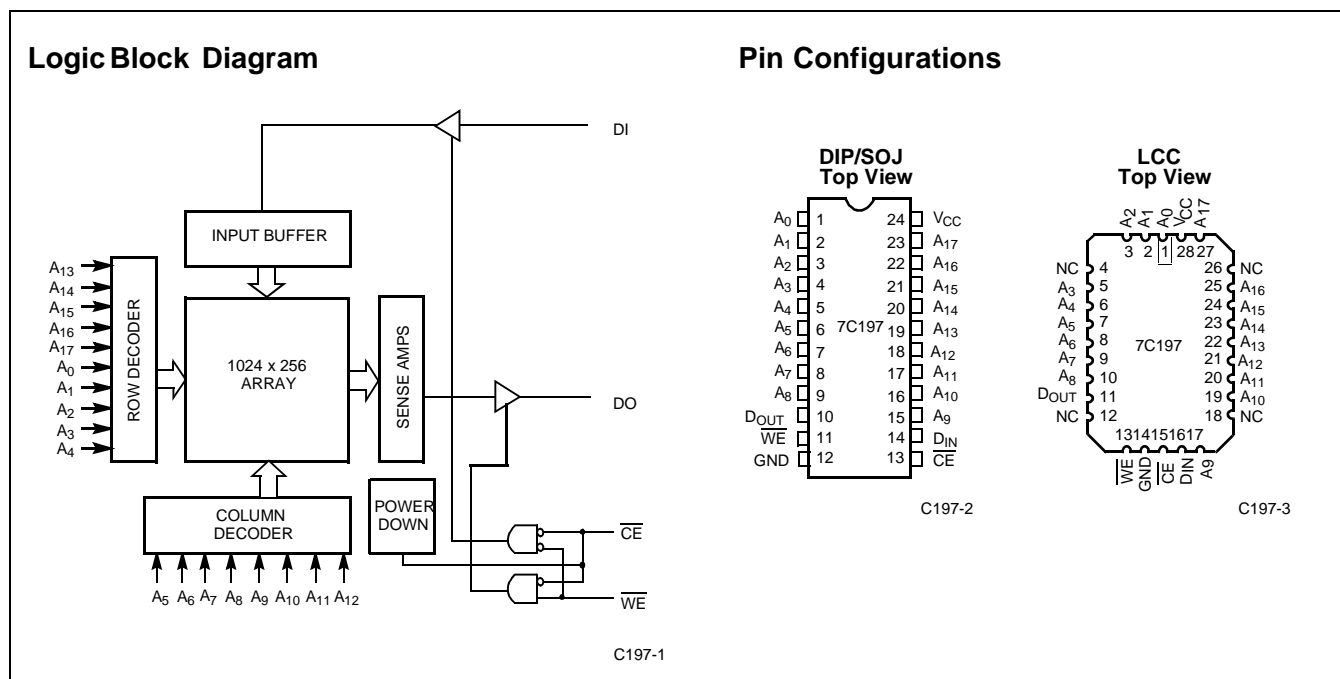 Logic Block Diagram
DI
INPUT BUFFER
A13
A14
A15
A16
A17
A0
A1
A2
A3
A4
ROW DECODER
1024 x 256
ARRAY
SENSE AMPS
DO
COLUMN
DECODER
POWER
DOWN
CE
WE
A5 A6 A7 A8 A9 A10 A11 A12
C197-1
Pin Configurations
DIP/SOJ
Top View
A0 1 24 VCC
A1 2 23 A17
A2 3 22 A16
A3 4 21 A15
A4 5 20 A14
A5 6 7C197 19 A13
A6 7 18 A12
A7 8 17 A11
A8 9 16 A10
DOUT 10 15 A9
WE 11 14 DIN
GND 12 13 CE
C197-2
LCC
Top View
A2 A1 A0 VCC A17
3 2 1 28 27
NC 4 26 NC
A3 5 25 A16
A4 6 24 A15
A5 7 23 A14
A6 8 7C197 22 A13
A7 9 21 A12
A8 10 20 A11
DOUT 11 19 A10
NC 12 18 NC
13 14 15 16 17
WE GND CE DIN A9
C197-3